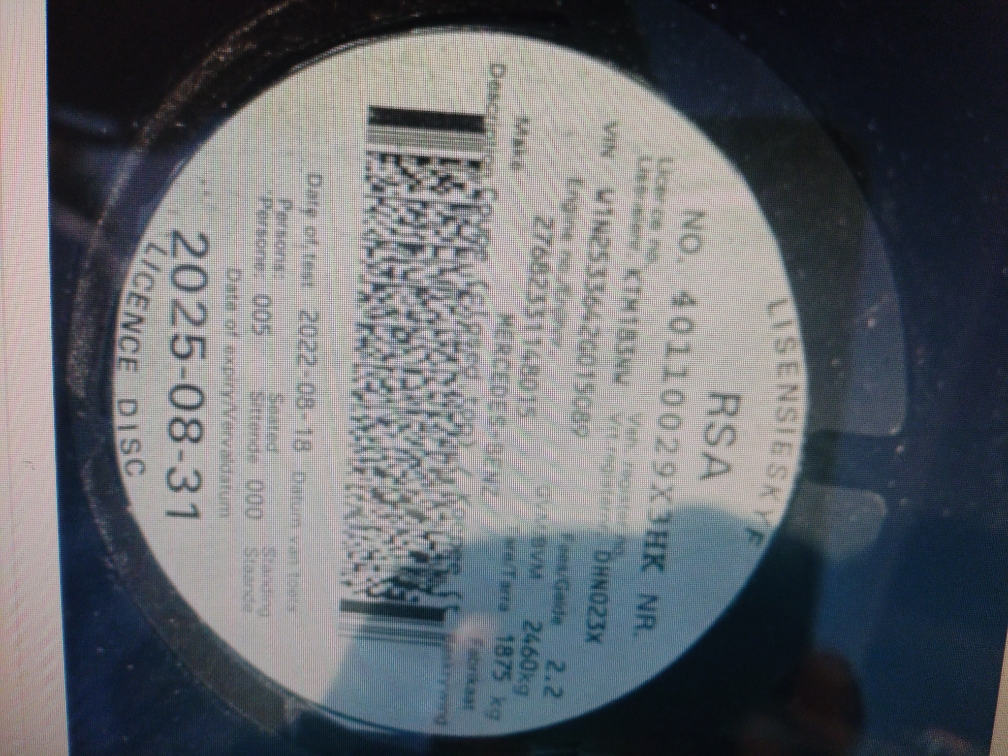 LISENSIESKYF
RSA
NO. 40110029X3HK NR.
Licence no. Veh. register no.
Lisensienr. KTM183NW Vrt.registernr. DHN023X
VIN W1N2533642G015089 Fees/Gelde 2.2
Engine no./Enjinnr. 27682331148015 GVM/BVM 2460kg
Make MERCEDES-BENZ Tare/Tarra 1875 kg Fabrikaat
Description
Date of test 2022-08-18 Datum van toets
Persons: Seated Standing
Persone: 005 Sittende 000 Staande
Date of expiry/Vervaldatum
2025-08-31
LICENCE DISC